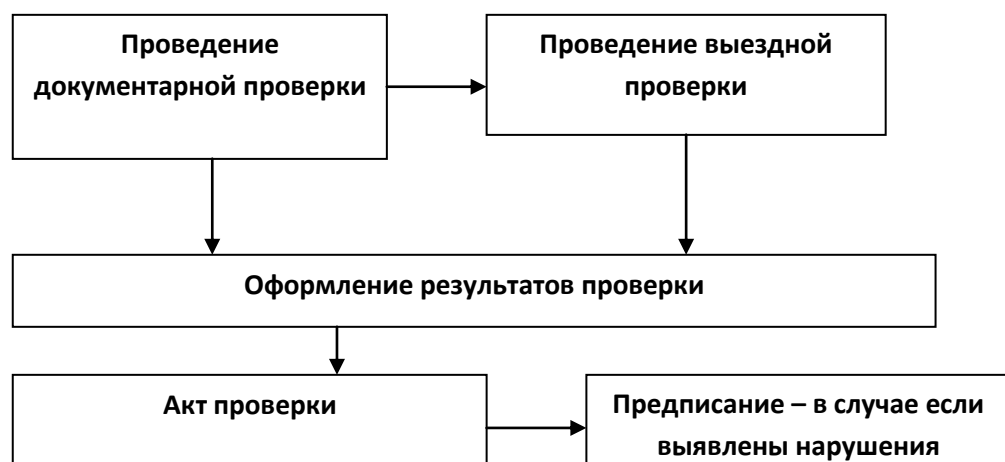 Проведение
документарной проверки
Проведение выездной
проверки
Оформление результатов проверки
Акт проверки
Предписание – в случае если
выявлены нарушения